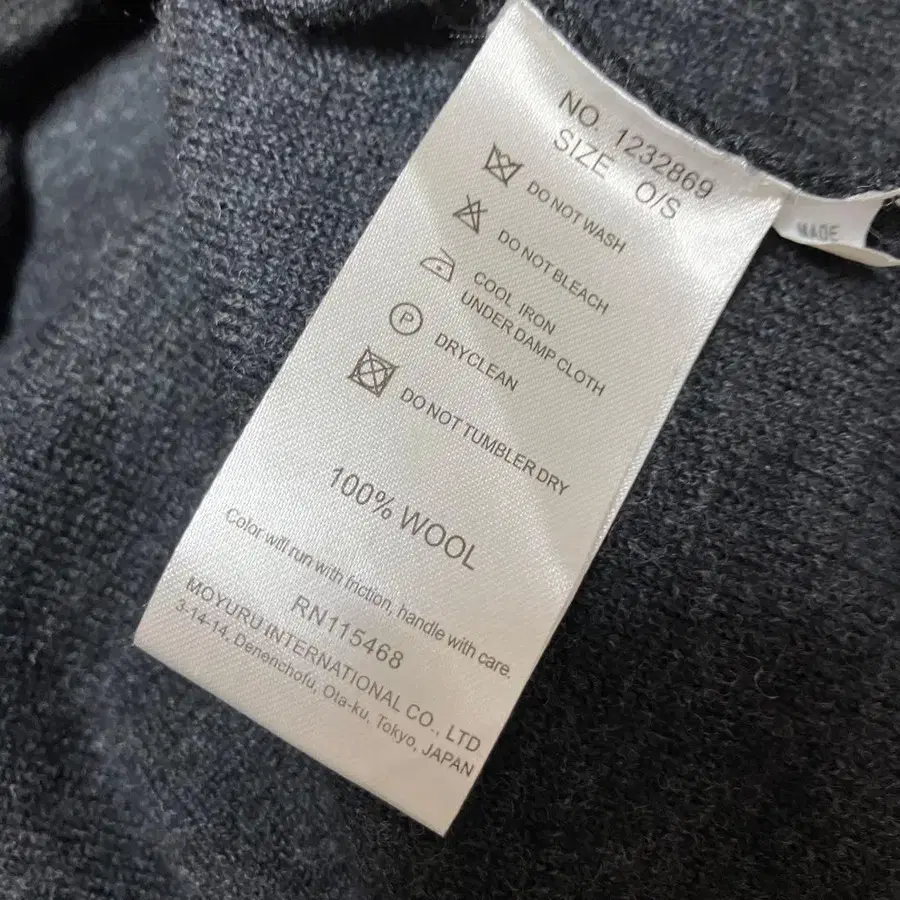 NO. 1232869
SIZE O/S
DO NOT WASH
DO NOT BLEACH
COOL IRON
UNDER DAMP CLOTH
P
DRYCLEAN
DO NOT TUMBLER DRY
100% WOOL
Color will run with friction, handle with care.
RN115468
MOYURU INTERNATIONAL CO., LTD
3-14-14, Denenchofu, Ota-ku, Tokyo, JAPAN
MADE